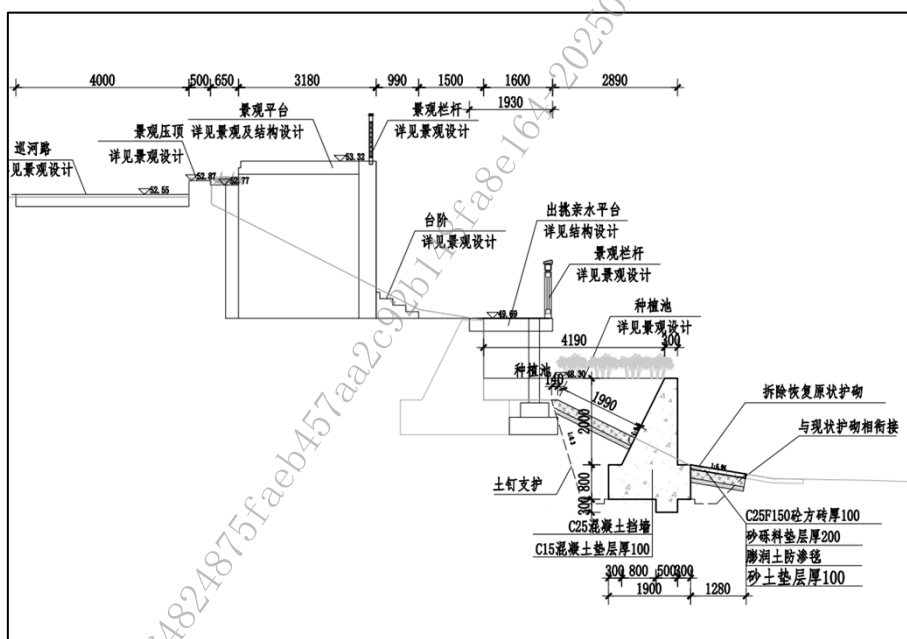 4000
500
650
3180
990
1500
1600
2890
1930
景观平台
详见景观及结构设计
景观栏杆
详见景观设计
景观压顶
详见景观设计
巡河路
见景观设计
53.32
52.87
52.77
52.55
台阶
详见景观设计
出挑亲水平台
详见结构设计
景观栏杆
详见景观设计
49.69
种植池
详见景观设计
4190
300
种植池
48.30
140
1990
2000
拆除恢复原状护砌
与现状护砌相衔接
土钉支护
800
300
C25混凝土挡墙
C15混凝土垫层厚100
C25F150砼方砖厚100
砂砾料垫层厚200
膨润土防渗毯
砂土垫层厚100
300
800
500
300
1900
1280